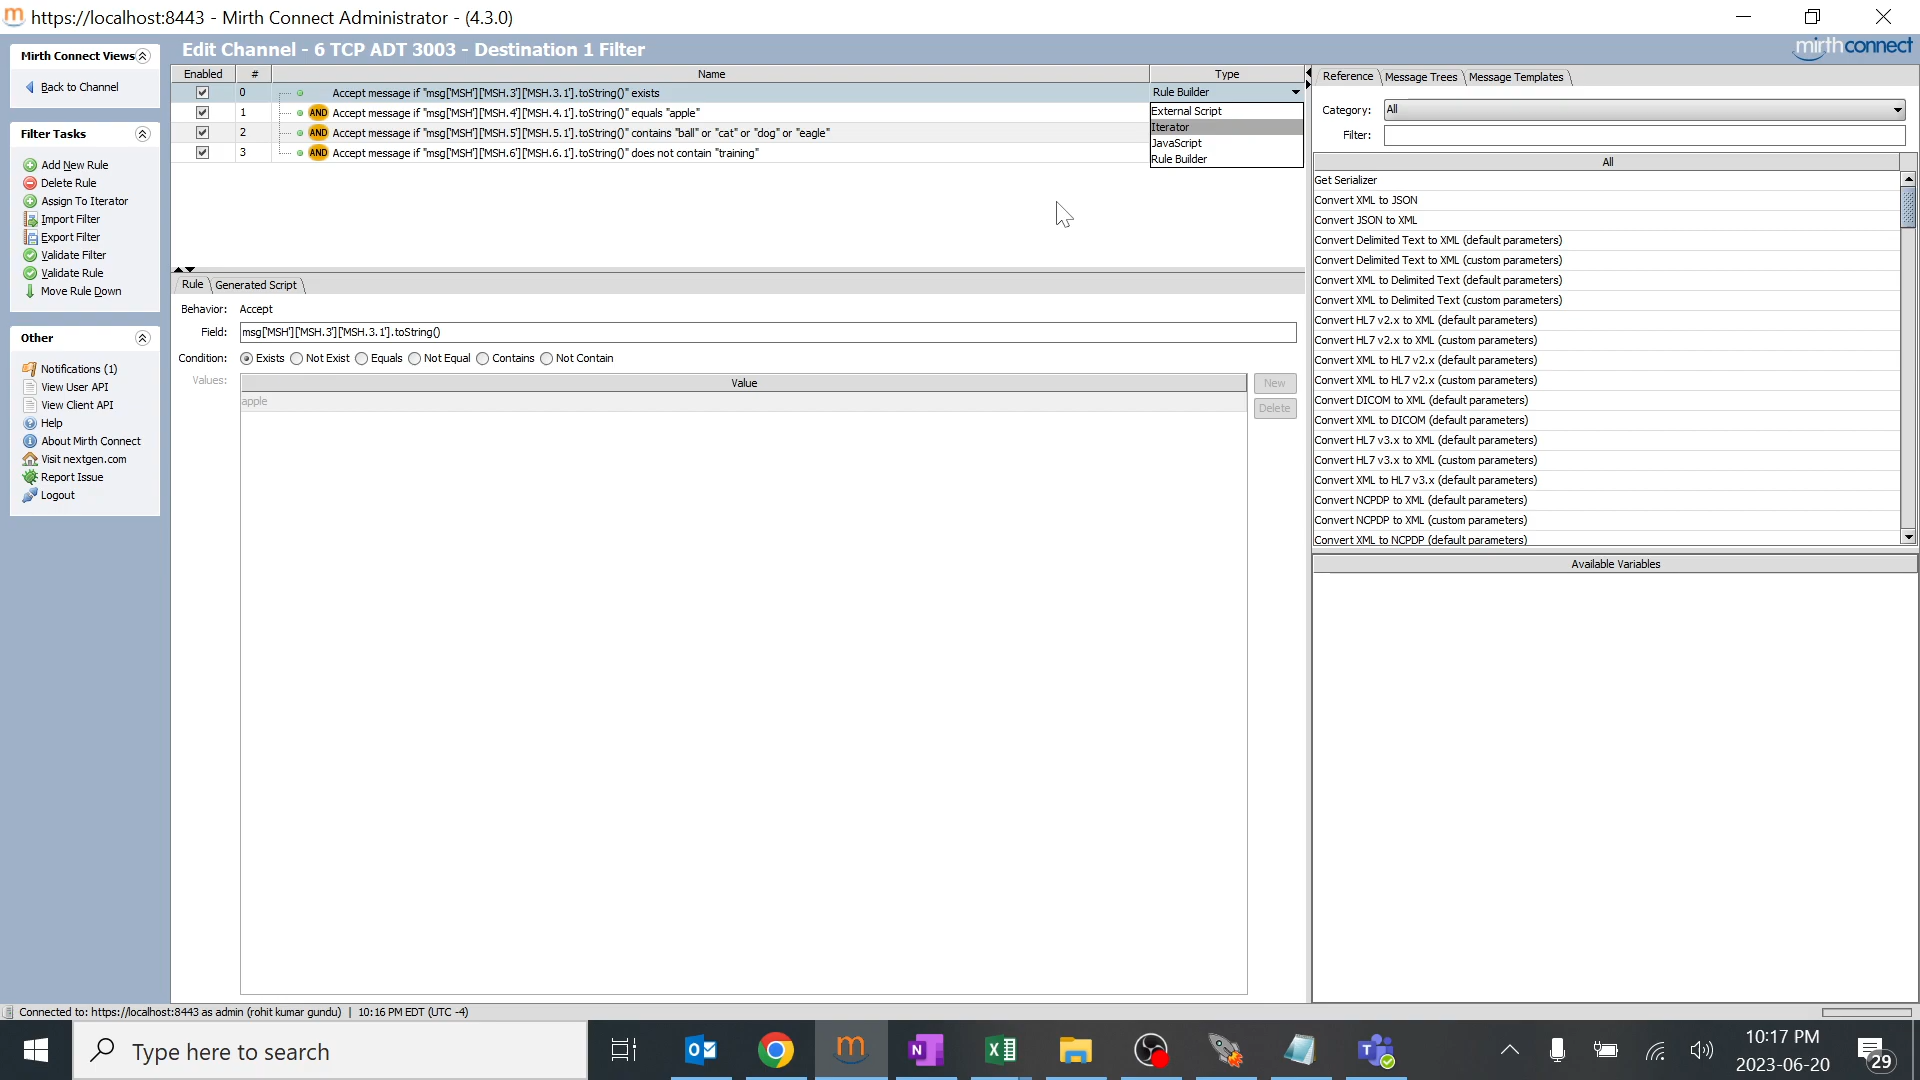 https://localhost:8443 - Mirth Connect Administrator - (4.3.0)
Mirth Connect Views
Back to Channel
Filter Tasks
Add New Rule
Delete Rule
Assign To Iterator
Import Filter
Export Filter
Validate Filter
Validate Rule
Move Rule Down
Other
Notifications (1)
View User API
View Client API
Help
About Mirth Connect
Visit nextgen.com
Report Issue
Logout
Edit Channel - 6 TCP ADT 3003 - Destination 1 Filter
mirthconnect
Enabled # Name Type
0 Accept message if "msg['MSH']['MSH.3']['MSH.3.1'].toString()" exists Rule Builder
1 AND Accept message if "msg['MSH']['MSH.4']['MSH.4.1'].toString()" equals "apple"
2 AND Accept message if "msg['MSH']['MSH.5']['MSH.5.1'].toString()" contains "ball" or "cat" or "dog" or "eagle"
3 AND Accept message if "msg['MSH']['MSH.6']['MSH.6.1'].toString()" does not contain "training"
External Script
Iterator
JavaScript
Rule Builder
Rule Generated Script
Behavior: Accept
Field: msg['MSH']['MSH.3']['MSH.3.1'].toString()
Condition: Exists Not Exist Equals Not Equal Contains Not Contain
Values: Value New
apple Delete
Reference Message Trees Message Templates
Category: All
Filter:
All
Get Serializer
Convert XML to JSON
Convert JSON to XML
Convert Delimited Text to XML (default parameters)
Convert Delimited Text to XML (custom parameters)
Convert XML to Delimited Text (default parameters)
Convert XML to Delimited Text (custom parameters)
Convert HL7 v2.x to XML (default parameters)
Convert HL7 v2.x to XML (custom parameters)
Convert XML to HL7 v2.x (default parameters)
Convert XML to HL7 v2.x (custom parameters)
Convert DICOM to XML (default parameters)
Convert XML to DICOM (default parameters)
Convert HL7 v3.x to XML (default parameters)
Convert HL7 v3.x to XML (custom parameters)
Convert XML to HL7 v3.x (default parameters)
Convert NCPDP to XML (default parameters)
Convert NCPDP to XML (custom parameters)
Convert XML to NCPDP (default parameters)
Available Variables
Connected to: https://localhost:8443 as admin (rohit kumar gundu) | 10:16 PM EDT (UTC -4)
Type here to search
10:17 PM
2023-06-20
29